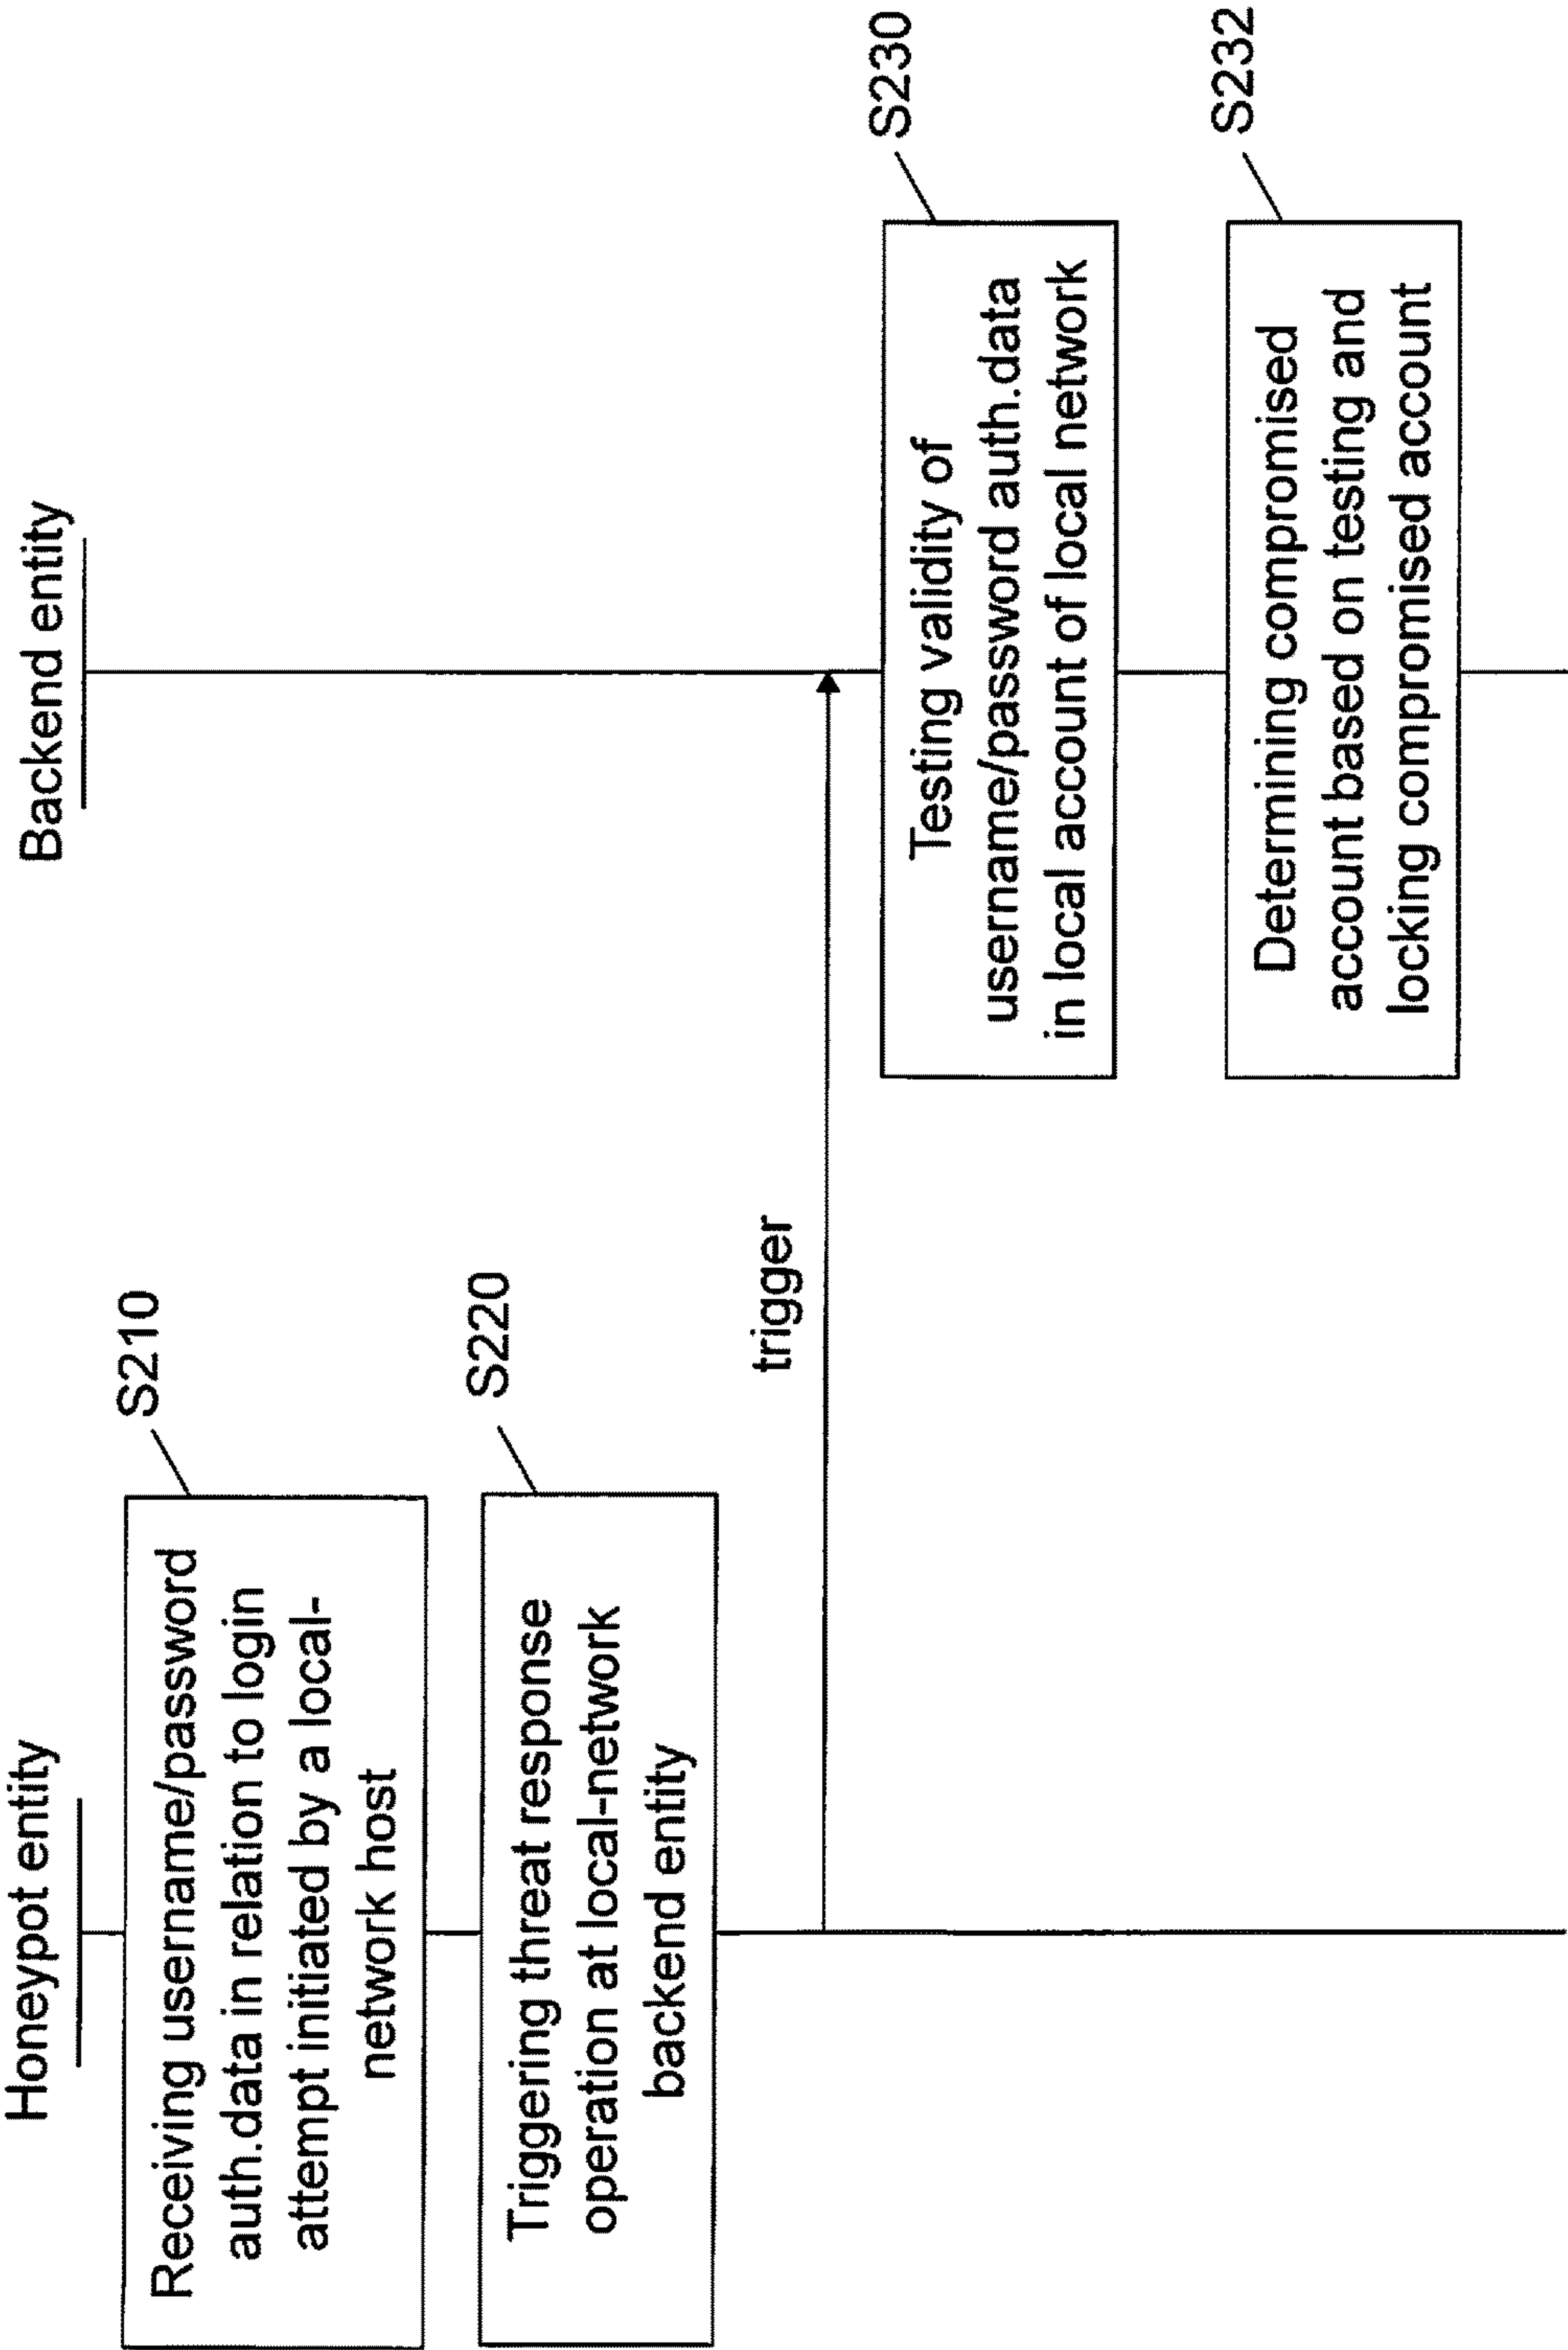 Honeypot entity
Backend entity
Receiving username/password
auth.data in relation to login
attempt initiated by a local-
network host
S210
Triggering threat response
operation at local-network
backend entity
S220
trigger
Testing validity of
username/password auth.data
in local account of local network
S230
Determining compromised
account based on testing and
locking compromised account
S232